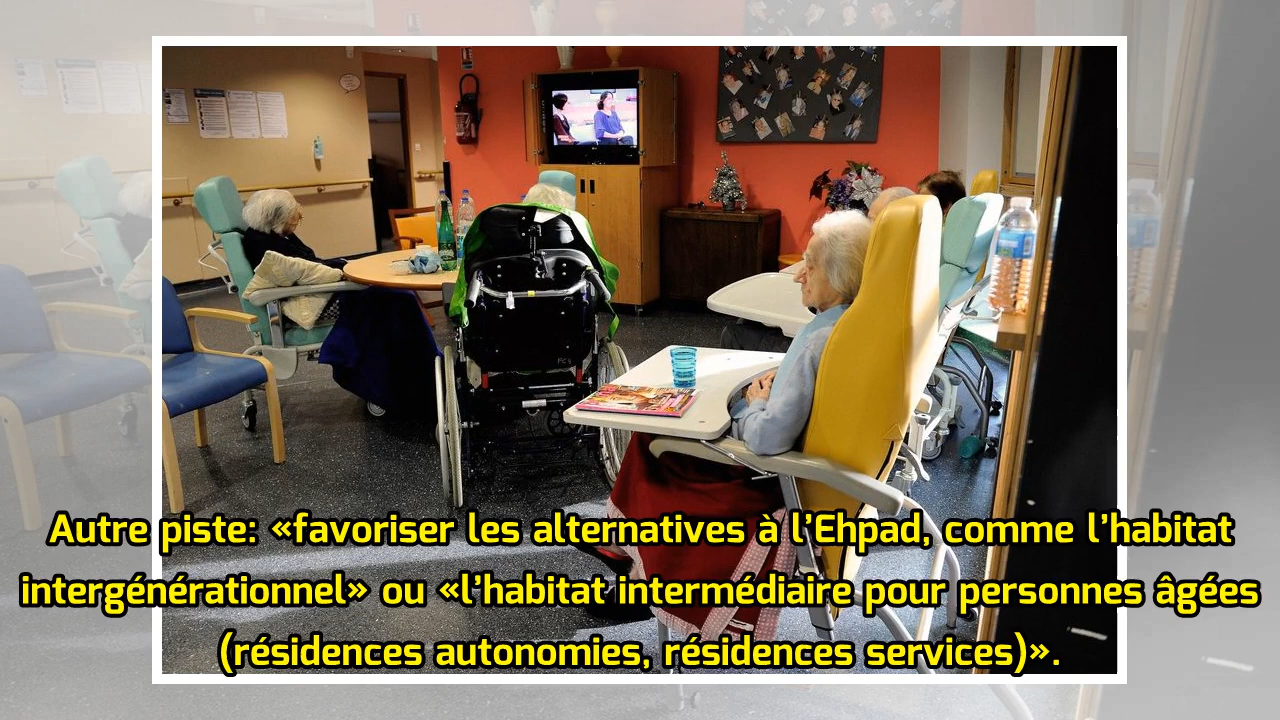 Autre piste: «favoriser les alternatives à l’Ehpad, comme l’habitat
intergénérationnel» ou «l’habitat intermédiaire pour personnes âgées
(résidences autonomies, résidences services)».